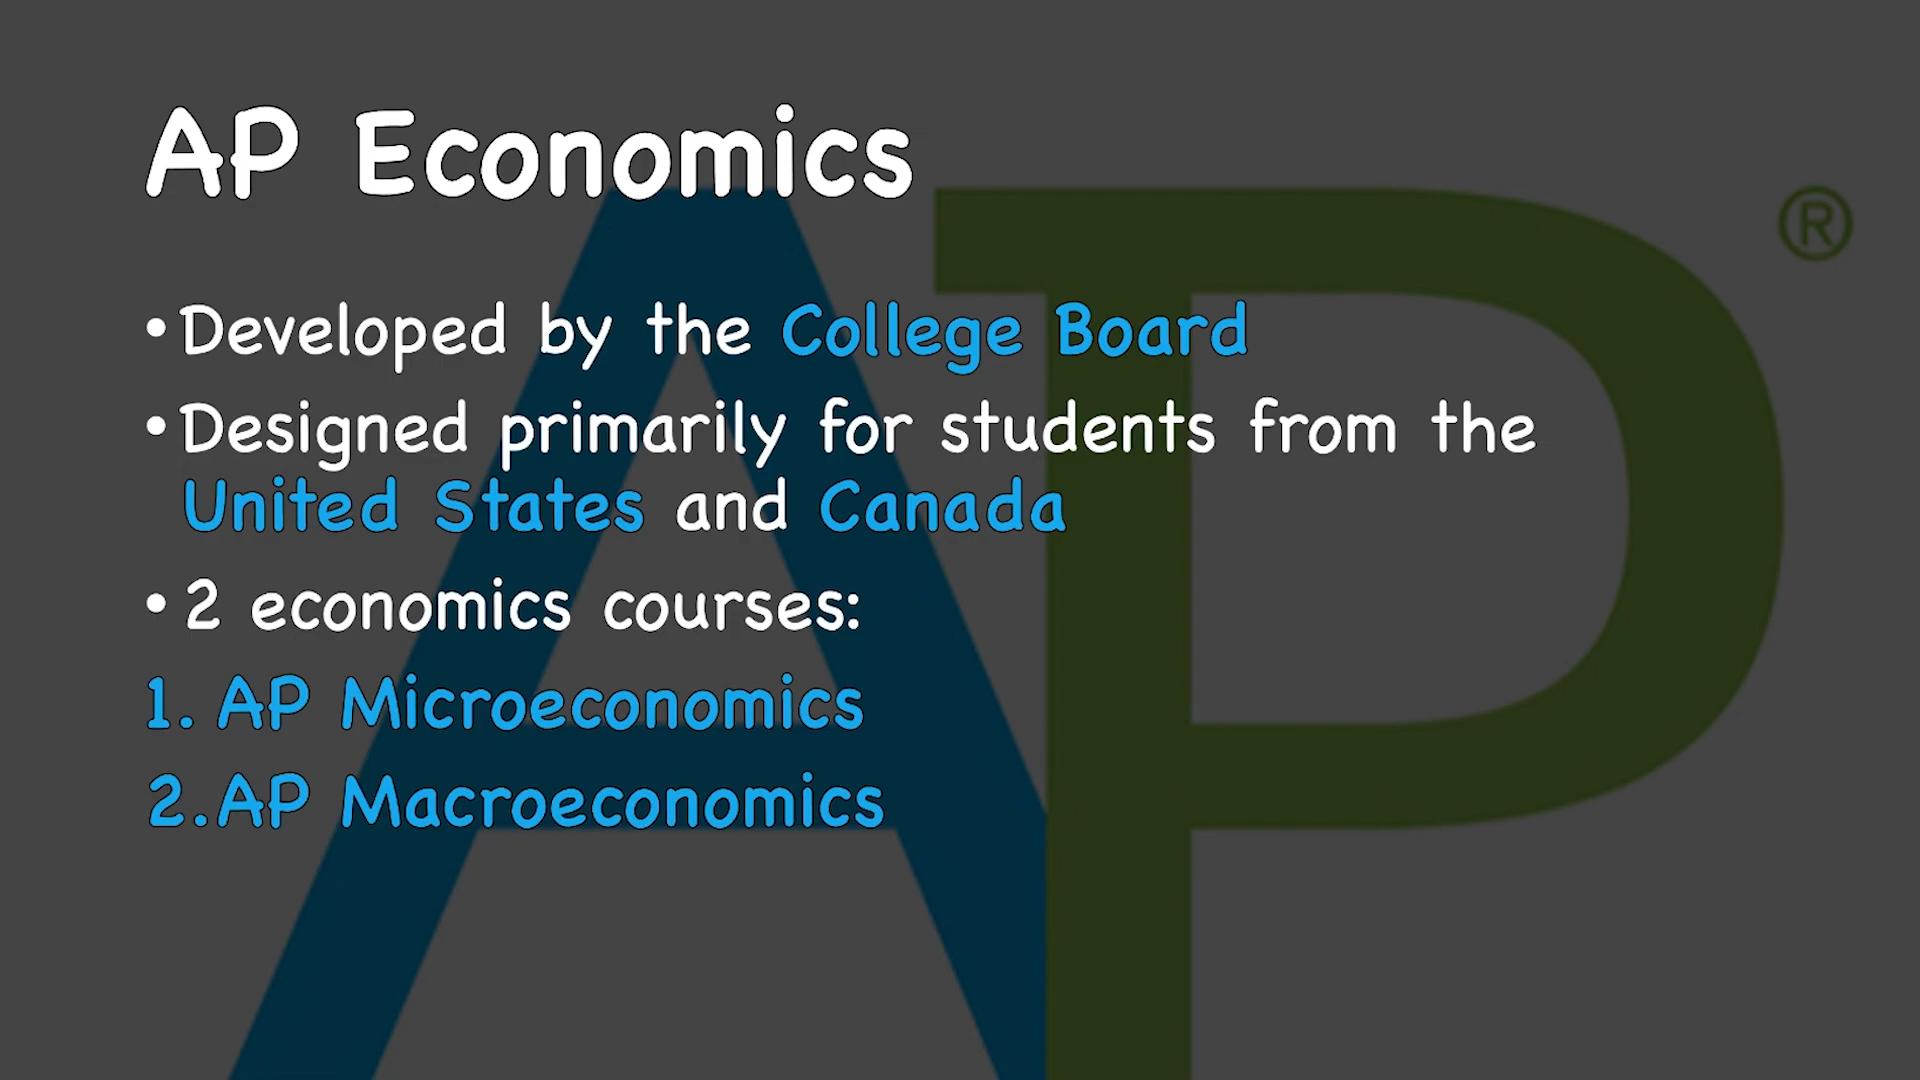 AP Economics
®
•Developed by the College Board
•Designed primarily for students from the
United States and Canada
•2 economics courses:
1. AP Microeconomics
2. AP Macroeconomics
AP